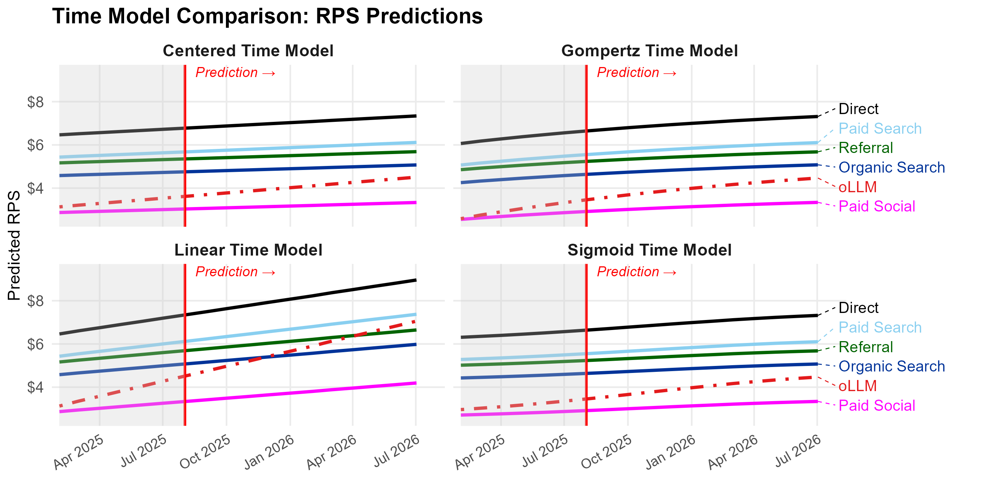 Time Model Comparison: RPS Predictions
Centered Time Model
Gompertz Time Model
Prediction →
Prediction →
$8
$6
$4
Direct
Paid Search
Referral
Organic Search
oLLM
Paid Social
Predicted RPS
Linear Time Model
Sigmoid Time Model
Prediction →
Prediction →
$8
$6
$4
Direct
Paid Search
Referral
Organic Search
oLLM
Paid Social
Apr 2025
Jul 2025
Oct 2025
Jan 2026
Apr 2026
Jul 2026
Apr 2025
Jul 2025
Oct 2025
Jan 2026
Apr 2026
Jul 2026